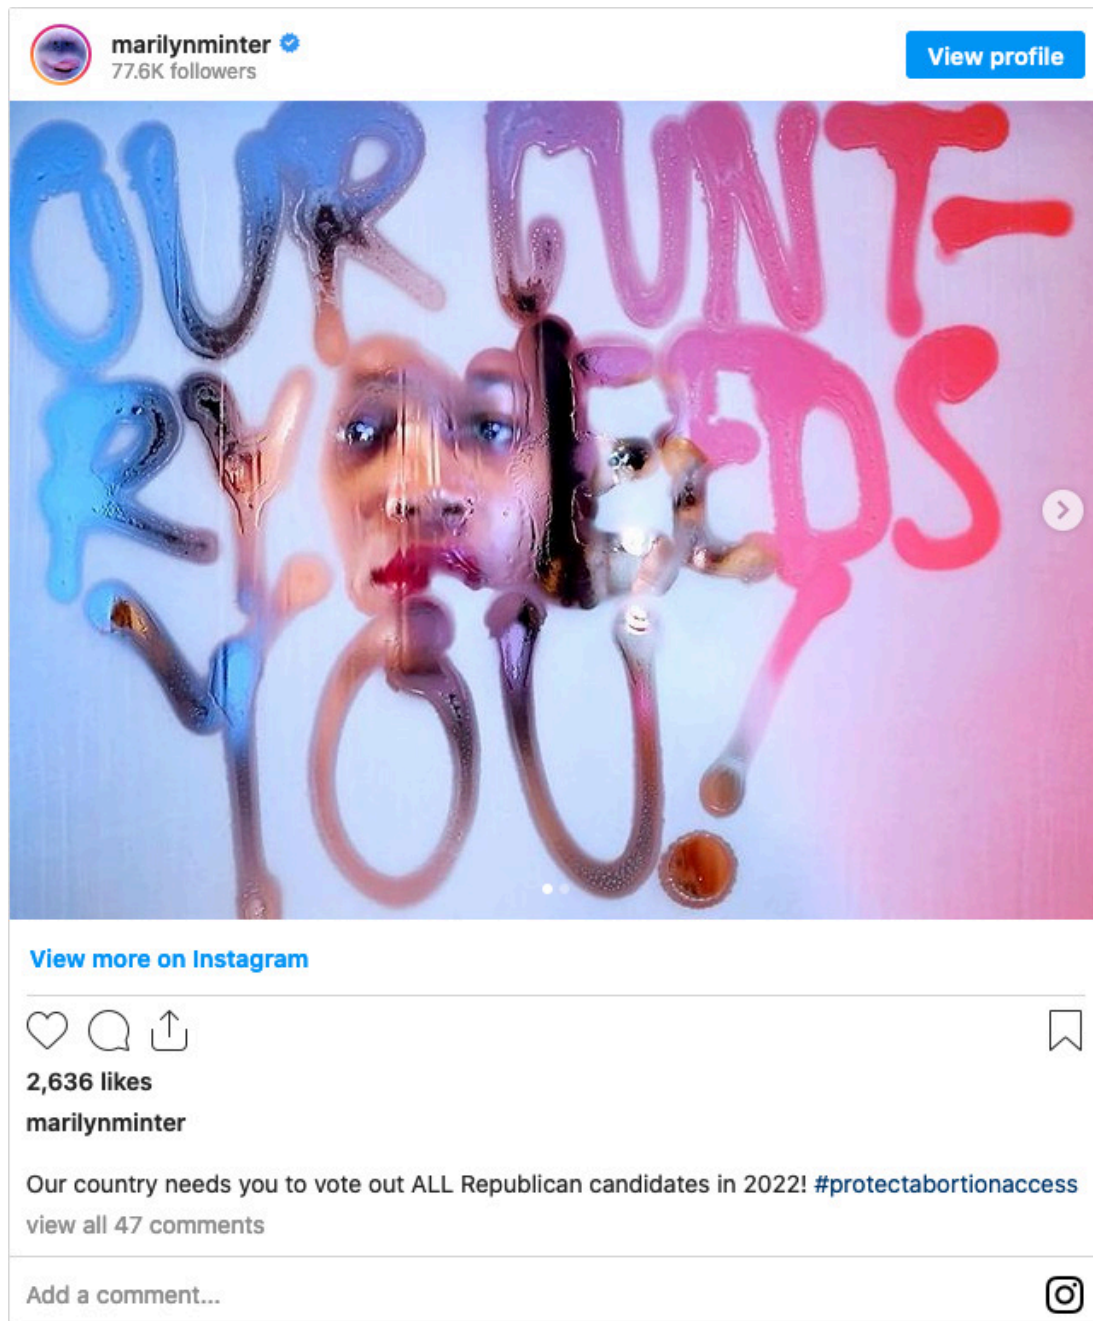 marilynminter
77.6K followers
View profile
OUR CUNT-
RY NEEDS
YOU!
View more on Instagram
2,636 likes
marilynminter
Our country needs you to vote out ALL Republican candidates in 2022! #protectabortionaccess
view all 47 comments
Add a comment...